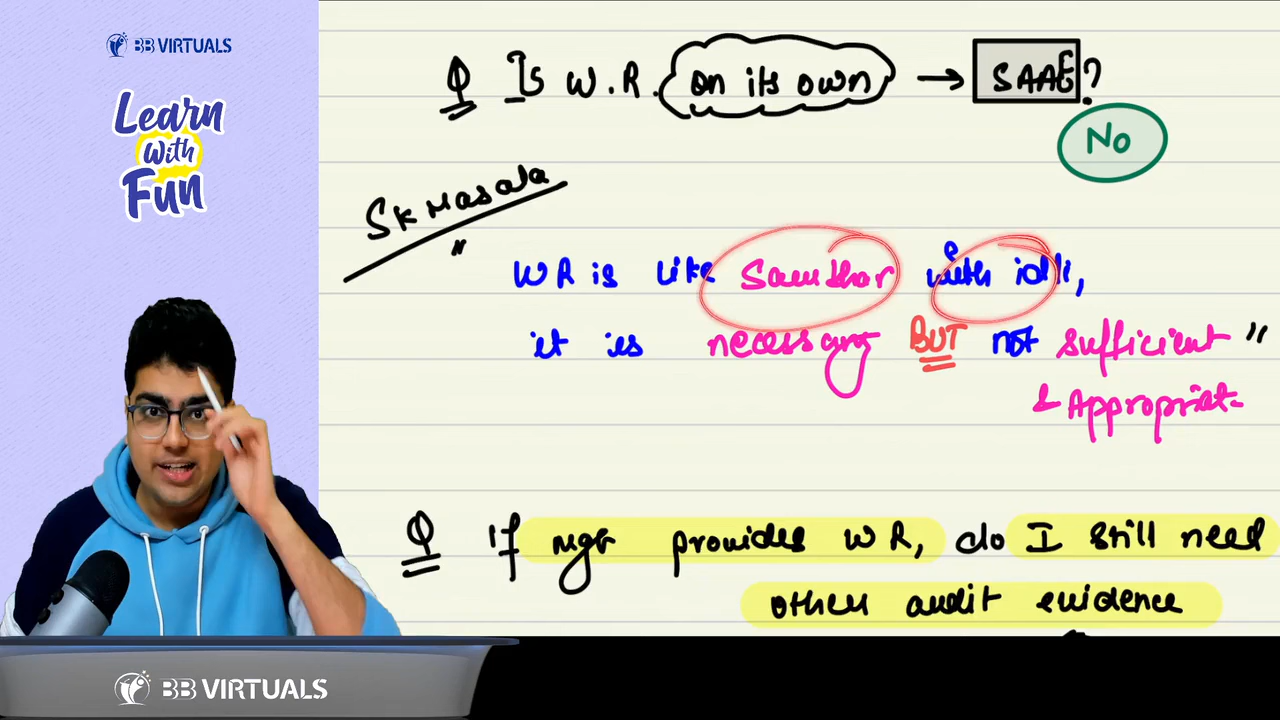 BB VIRTUALS
Learn
With
Fun
Q Is W.R. on its own → SAAE?
No
SK Masala
"
WR is like Sambhar with idli,
it is necessary BUT not sufficient "
& Appropriate
Q If mgt provides WR, do I still need
other audit evidence
BB VIRTUALS